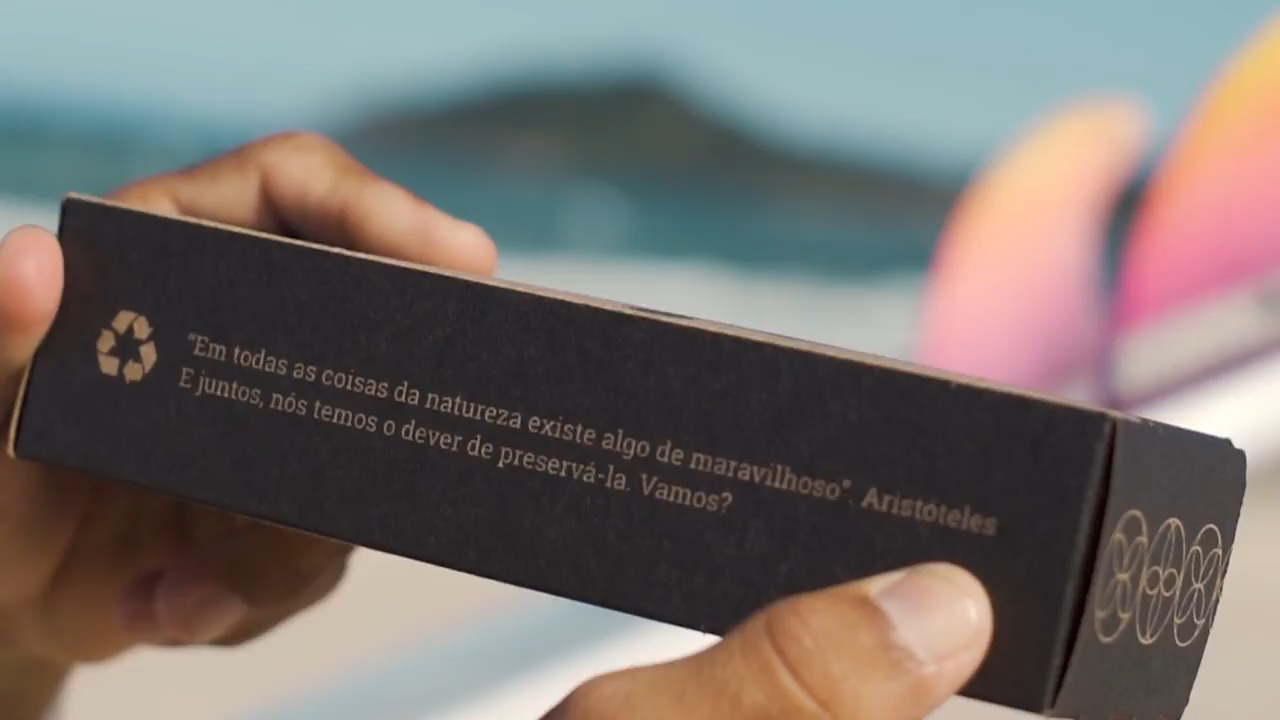 “Em todas as coisas da natureza existe algo de maravilhoso”. Aristóteles
E juntos, nós temos o dever de preservá-la. Vamos?